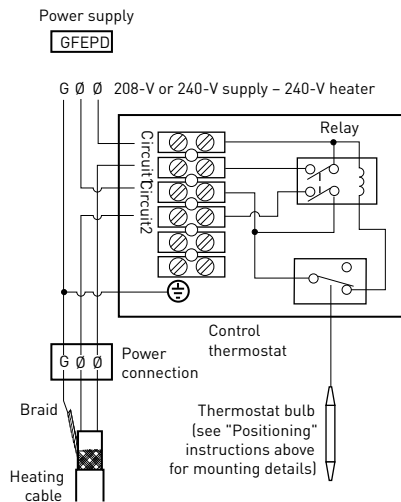 Power supply
GFEPD
G Ø Ø 208-V or 240-V supply – 240-V heater
Relay
Circuit1
Circuit2
Control
thermostat
G Ø Ø
Power
connection
Braid
Thermostat bulb
(see "Positioning"
instructions above
for mounting details)
Heating
cable